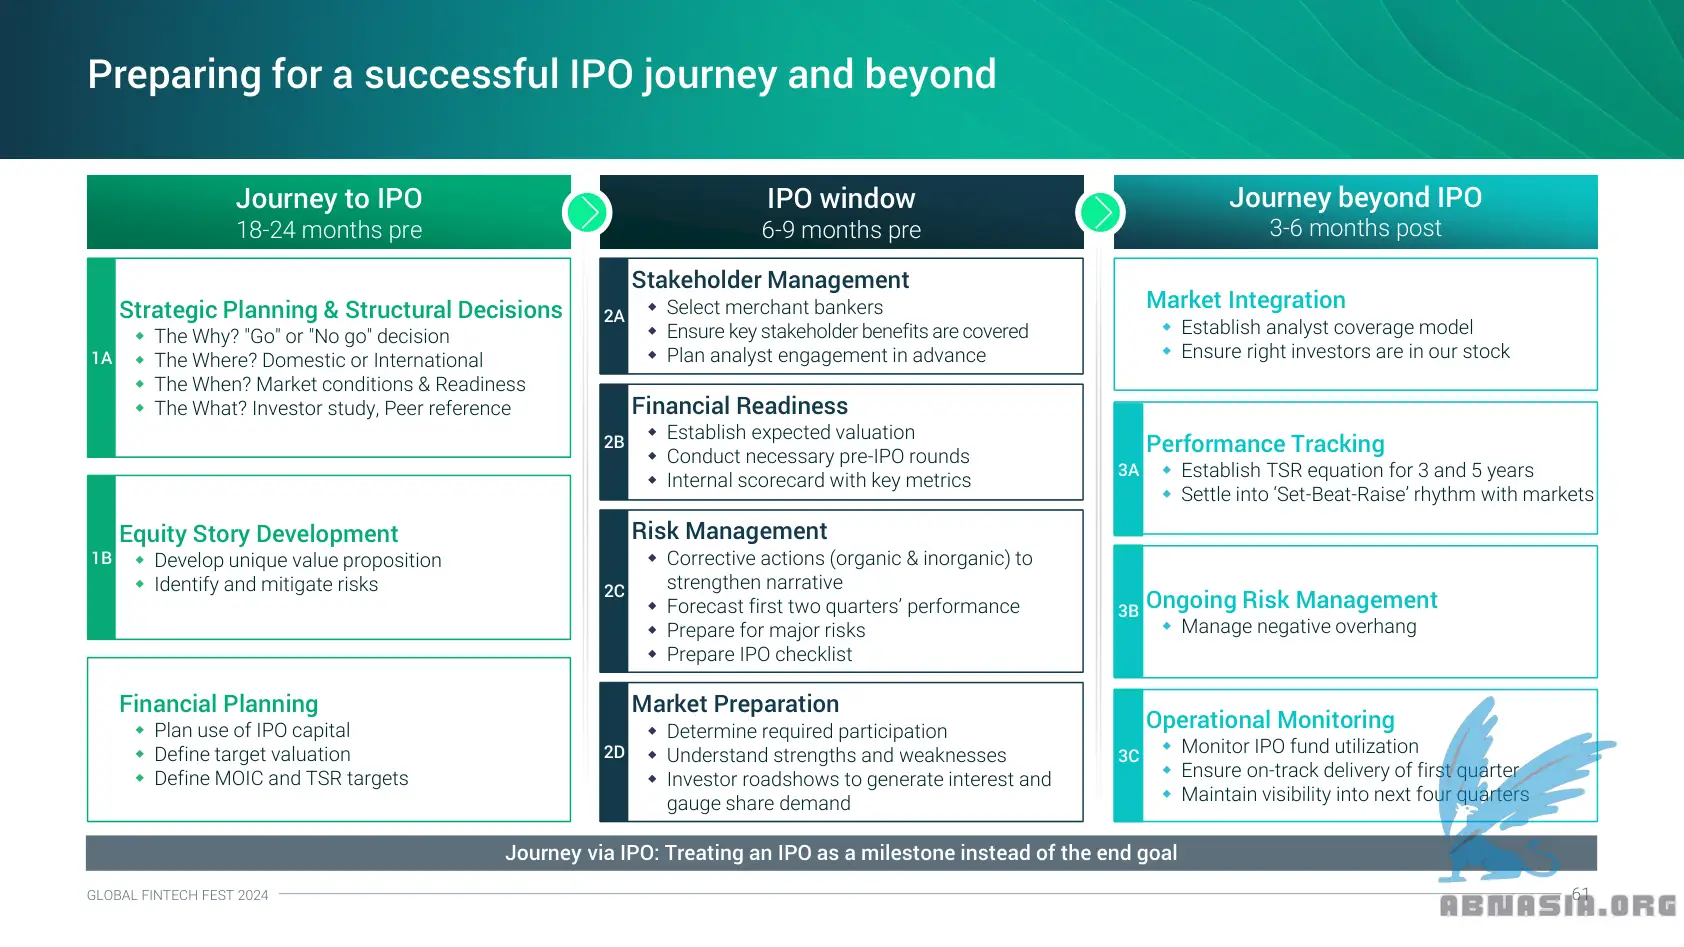 Preparing for a successful IPO journey and beyond
Journey to IPO
18-24 months pre
1A
Strategic Planning & Structural Decisions
The Why? "Go" or "No go" decision
The Where? Domestic or International
The When? Market conditions & Readiness
The What? Investor study, Peer reference
1B
Equity Story Development
Develop unique value proposition
Identify and mitigate risks
Financial Planning
Plan use of IPO capital
Define target valuation
Define MOIC and TSR targets
IPO window
6-9 months pre
2A
Stakeholder Management
Select merchant bankers
Ensure key stakeholder benefits are covered
Plan analyst engagement in advance
2B
Financial Readiness
Establish expected valuation
Conduct necessary pre-IPO rounds
Internal scorecard with key metrics
2C
Risk Management
Corrective actions (organic & inorganic) to
strengthen narrative
Forecast first two quarters’ performance
Prepare for major risks
Prepare IPO checklist
2D
Market Preparation
Determine required participation
Understand strengths and weaknesses
Investor roadshows to generate interest and
gauge share demand
Journey beyond IPO
3-6 months post
Market Integration
Establish analyst coverage model
Ensure right investors are in our stock
3A
Performance Tracking
Establish TSR equation for 3 and 5 years
Settle into ‘Set-Beat-Raise’ rhythm with markets
3B
Ongoing Risk Management
Manage negative overhang
3C
Operational Monitoring
Monitor IPO fund utilization
Ensure on-track delivery of first quarter
Maintain visibility into next four quarters
Journey via IPO: Treating an IPO as a milestone instead of the end goal
GLOBAL FINTECH FEST 2024
61
ABNASIA.ORG